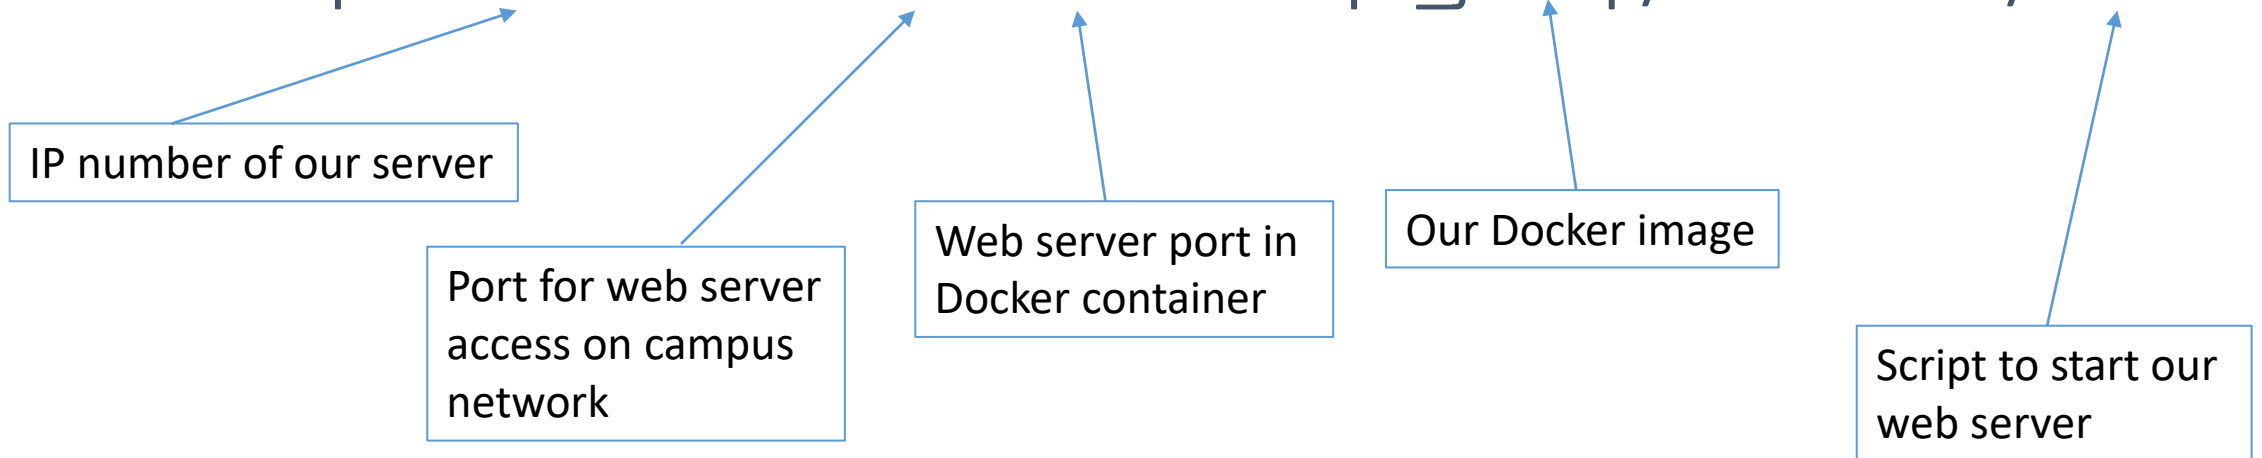 IP number of our server
Port for web server
access on campus
network
Web server port in
Docker container
Our Docker image
Script to start our
web server